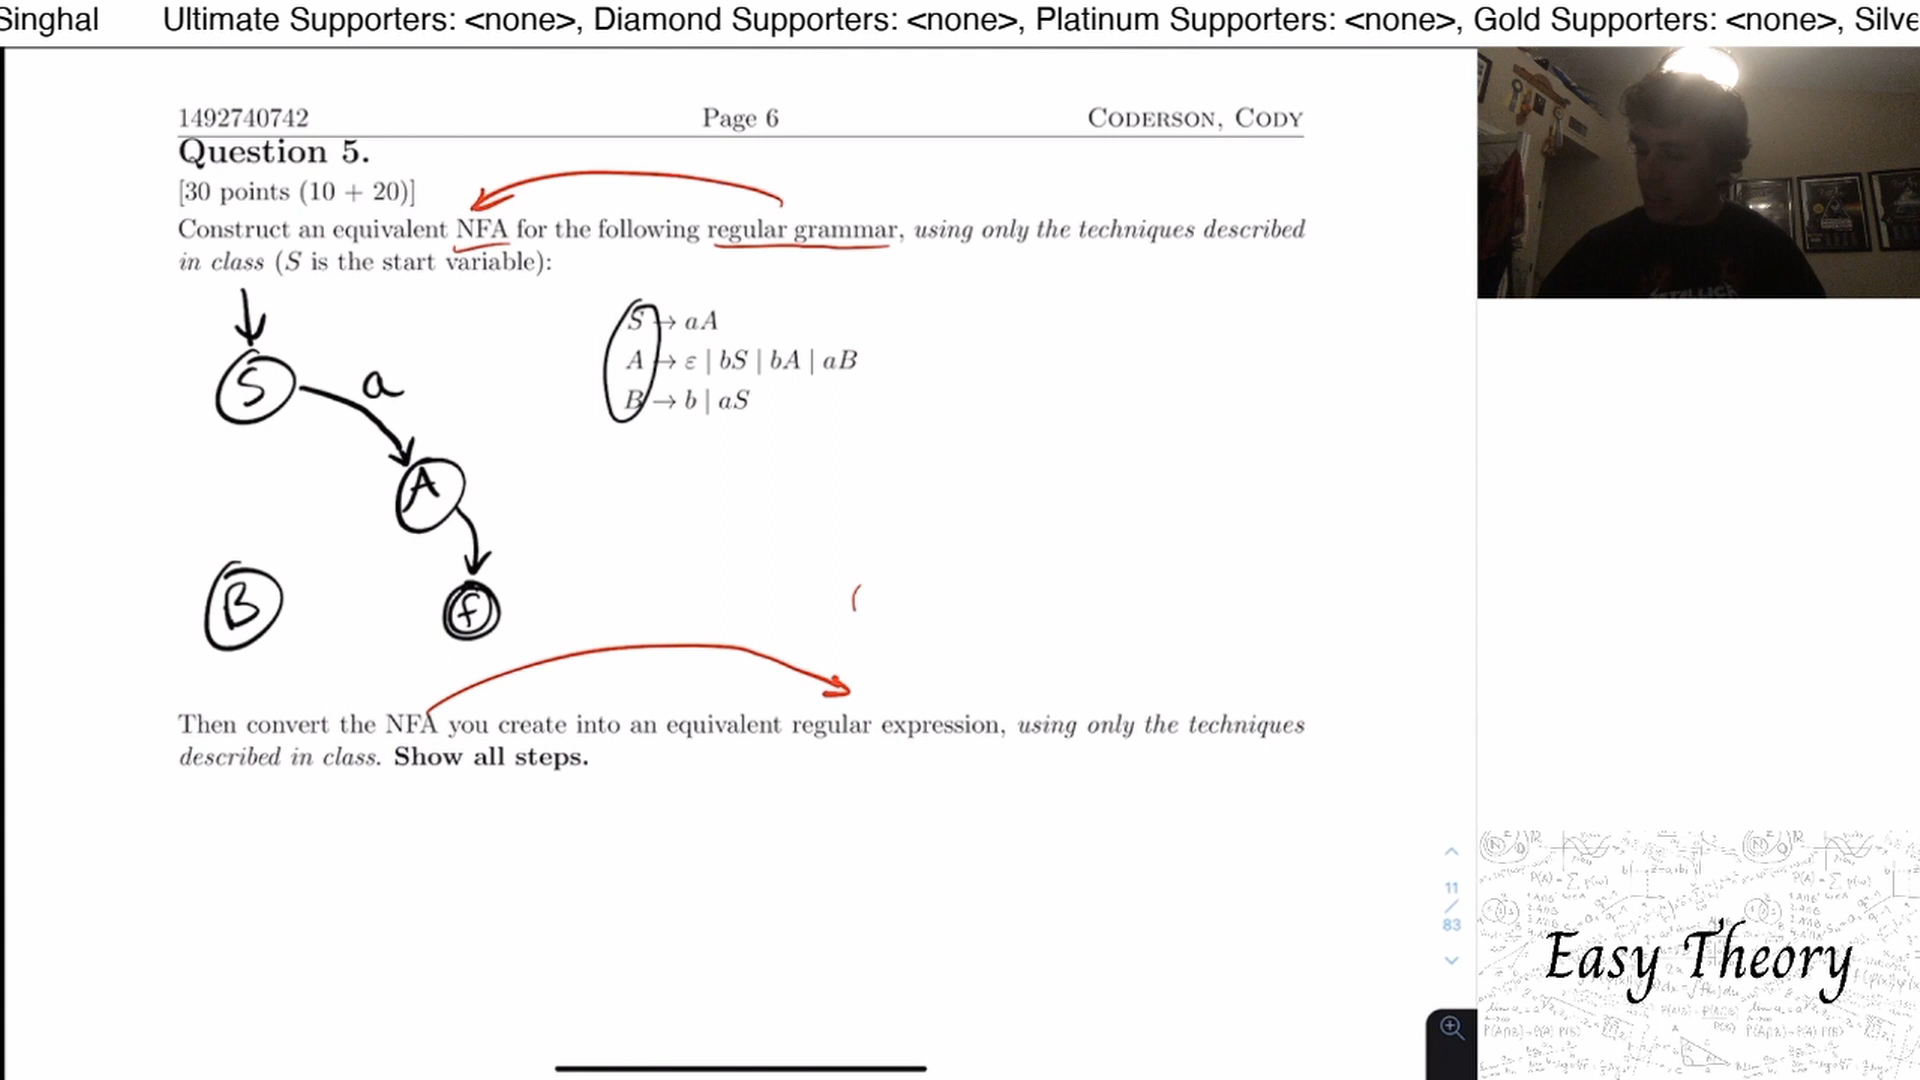 Singhal Ultimate Supporters: <none>, Diamond Supporters: <none>, Platinum Supporters: <none>, Gold Supporters: <none>, Silve
1492740742 Page 6 CODERSON, CODY
Question 5.
[30 points (10 + 20)]
Construct an equivalent NFA for the following regular grammar, using only the techniques described
in class (S is the start variable):
S → aA
A → ε | bS | bA | aB
B → b | aS
S
a
A
B
f
Then convert the NFA you create into an equivalent regular expression, using only the techniques
described in class. Show all steps.
11
/
83
Easy Theory